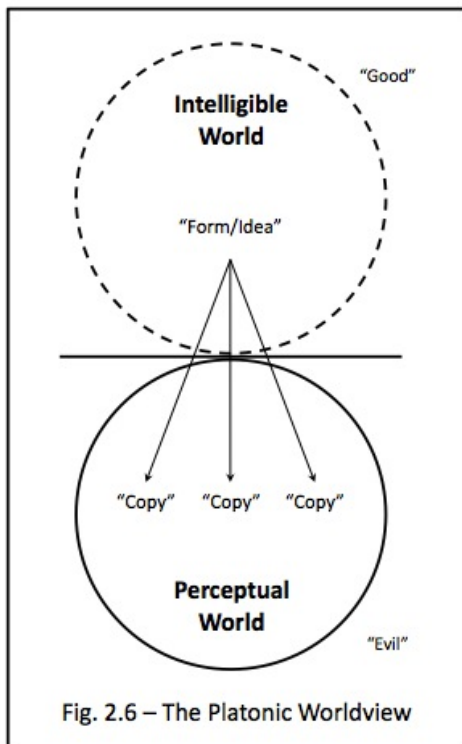 “Good”
Intelligible
World
“Form/Idea”
“Copy” “Copy” “Copy”
Perceptual
World
“Evil”
Fig. 2.6 – The Platonic Worldview